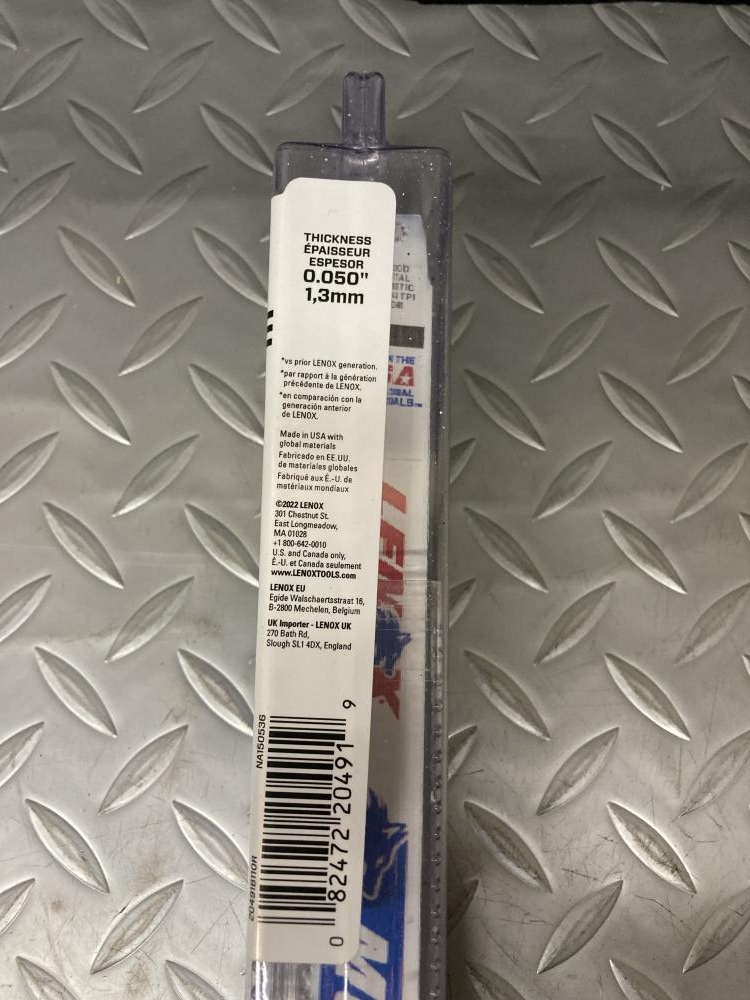 THICKNESS
ÉPAISSEUR
ESPESOR
0.050"
1,3mm
*vs prior LENOX generation.
*par rapport à la génération
précédente de LENOX.
*en comparación con la
generación anterior
de LENOX.
Made in USA with
global materials
Fabricado en EE.UU.
de materiales globales
Fabriqué aux É.-U. de
matériaux mondiaux
©2022 LENOX
301 Chestnut St.
East Longmeadow,
MA 01028
+1 800-642-0010
U.S. and Canada only,
É.-U. et Canada seulement
www.LENOXTOOLS.com
LENOX EU
Egide Walschaertsstraat 16,
B-2800 Mechelen, Belgium
UK Importer - LENOX UK
270 Bath Rd,
Slough SL1 4DX, England
NA150536
0 82472 20491 9
TPI
THE
LENOX